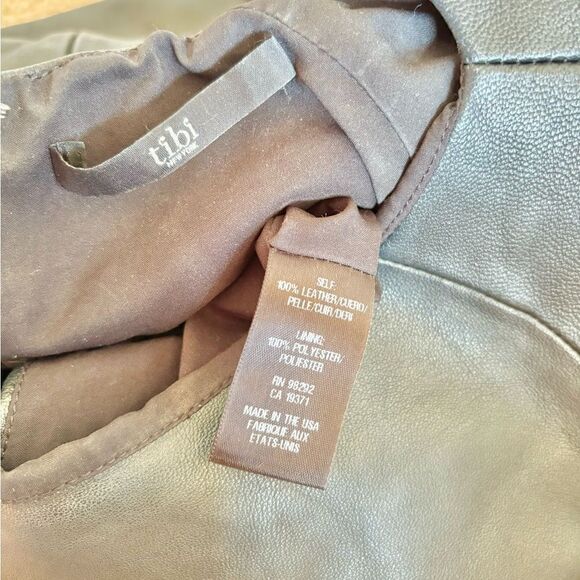 tibi
NEW YORK
SELF:
100% LEATHER/CUERO/
PELLE/CUIR/DERI
LINING:
100% POLYESTER/
POLIESTER
RN 98292
CA 19371
MADE IN THE USA
FABRIQUE AUX
ETATS-UNIS